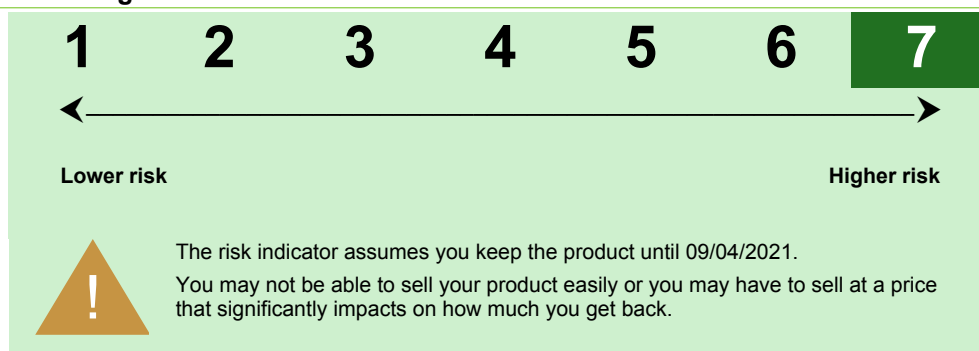 1 2 3 4 5 6 7
Lower risk Higher risk
!
The risk indicator assumes you keep the product until 09/04/2021.
You may not be able to sell your product easily or you may have to sell at a price
that significantly impacts on how much you get back.